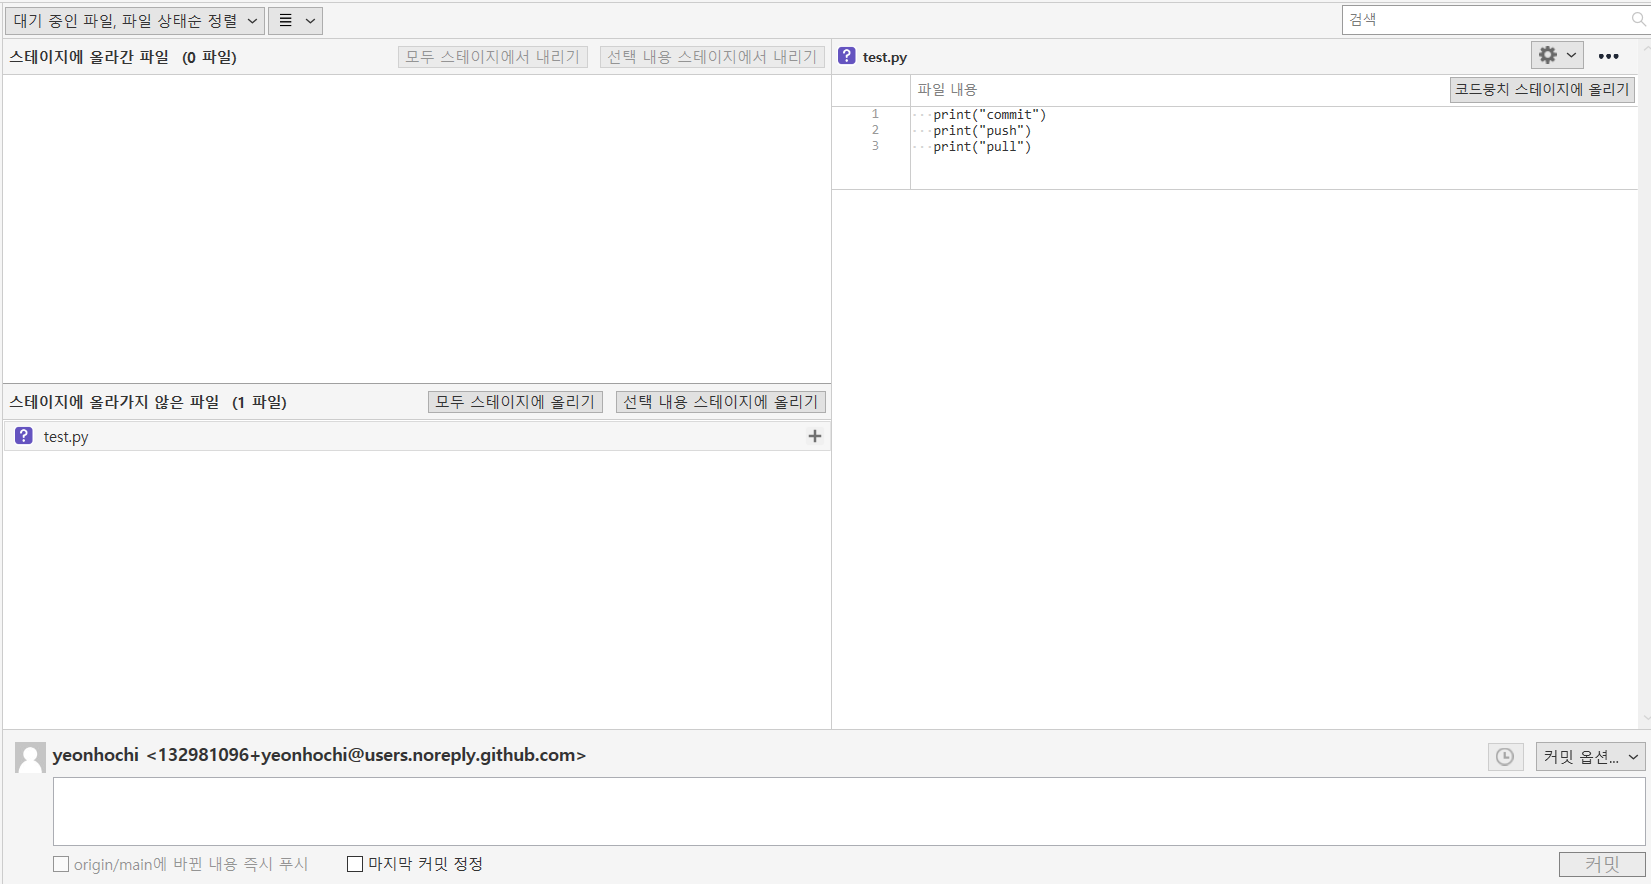 대기 중인 파일, 파일 상태순 정렬
검색
스테이지에 올라간 파일 (0 파일)
모두 스테이지에서 내리기
선택 내용 스테이지에서 내리기
? test.py
파일 내용
코드뭉치 스테이지에 올리기
1 ···print("commit")
2 ···print("push")
3 ···print("pull")
스테이지에 올라가지 않은 파일 (1 파일)
모두 스테이지에 올리기
선택 내용 스테이지에 올리기
? test.py
yeonhochi <132981096+yeonhochi@users.noreply.github.com>
커밋 옵션...
origin/main에 바뀐 내용 즉시 푸시
마지막 커밋 정정
커밋